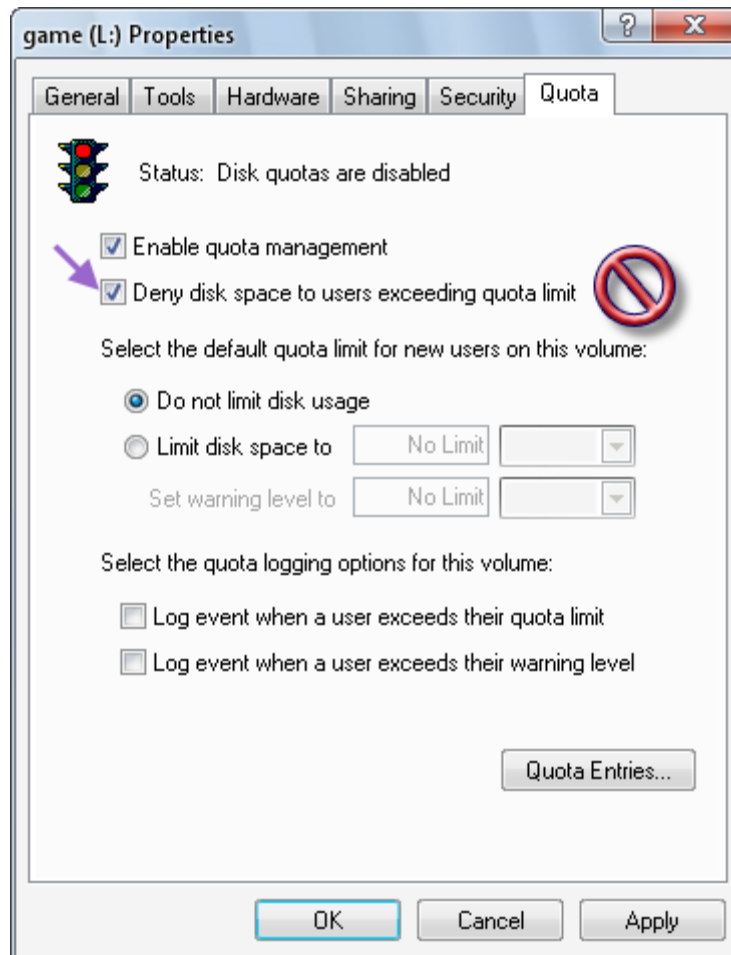 game (L:) Properties
General Tools Hardware Sharing Security Quota
Status: Disk quotas are disabled
Enable quota management
Deny disk space to users exceeding quota limit
Select the default quota limit for new users on this volume:
Do not limit disk usage
Limit disk space to No Limit
Set warning level to No Limit
Select the quota logging options for this volume:
Log event when a user exceeds their quota limit
Log event when a user exceeds their warning level
Quota Entries...
OK Cancel Apply